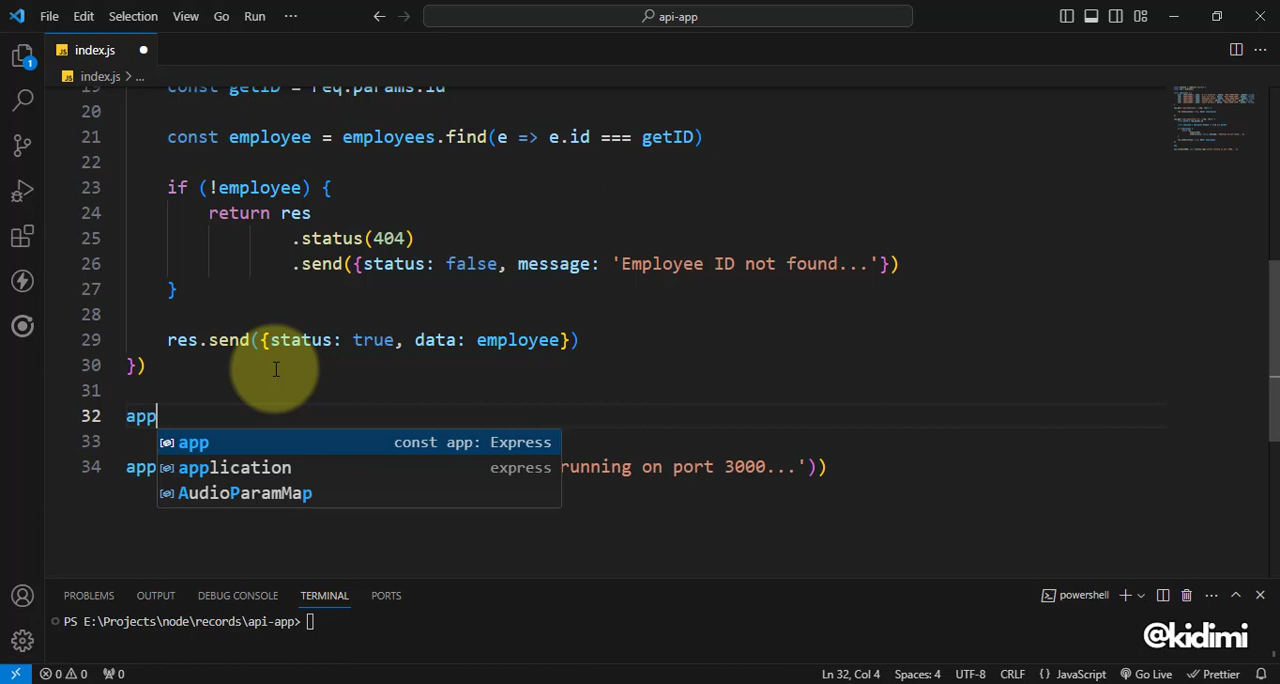 File Edit Selection View Go Run ··· ← → api-app
JS index.js ●
JS index.js > ...
19 const getID = req.params.id
20
21 const employee = employees.find(e => e.id === getID)
22
23 if (!employee) {
24 return res
25 .status(404)
26 .send({status: false, message: 'Employee ID not found...'})
27 }
28
29 res.send({status: true, data: employee})
30 })
31
32 app
app const app: Express
33
application express
34 app running on port 3000...'))
AudioParamMap
1
PROBLEMS OUTPUT DEBUG CONSOLE TERMINAL PORTS powershell
PS E:\Projects\node\records\api-app>
@kidimi
0 0 0 Ln 32, Col 4 Spaces: 4 UTF-8 CRLF {} JavaScript Go Live Prettier